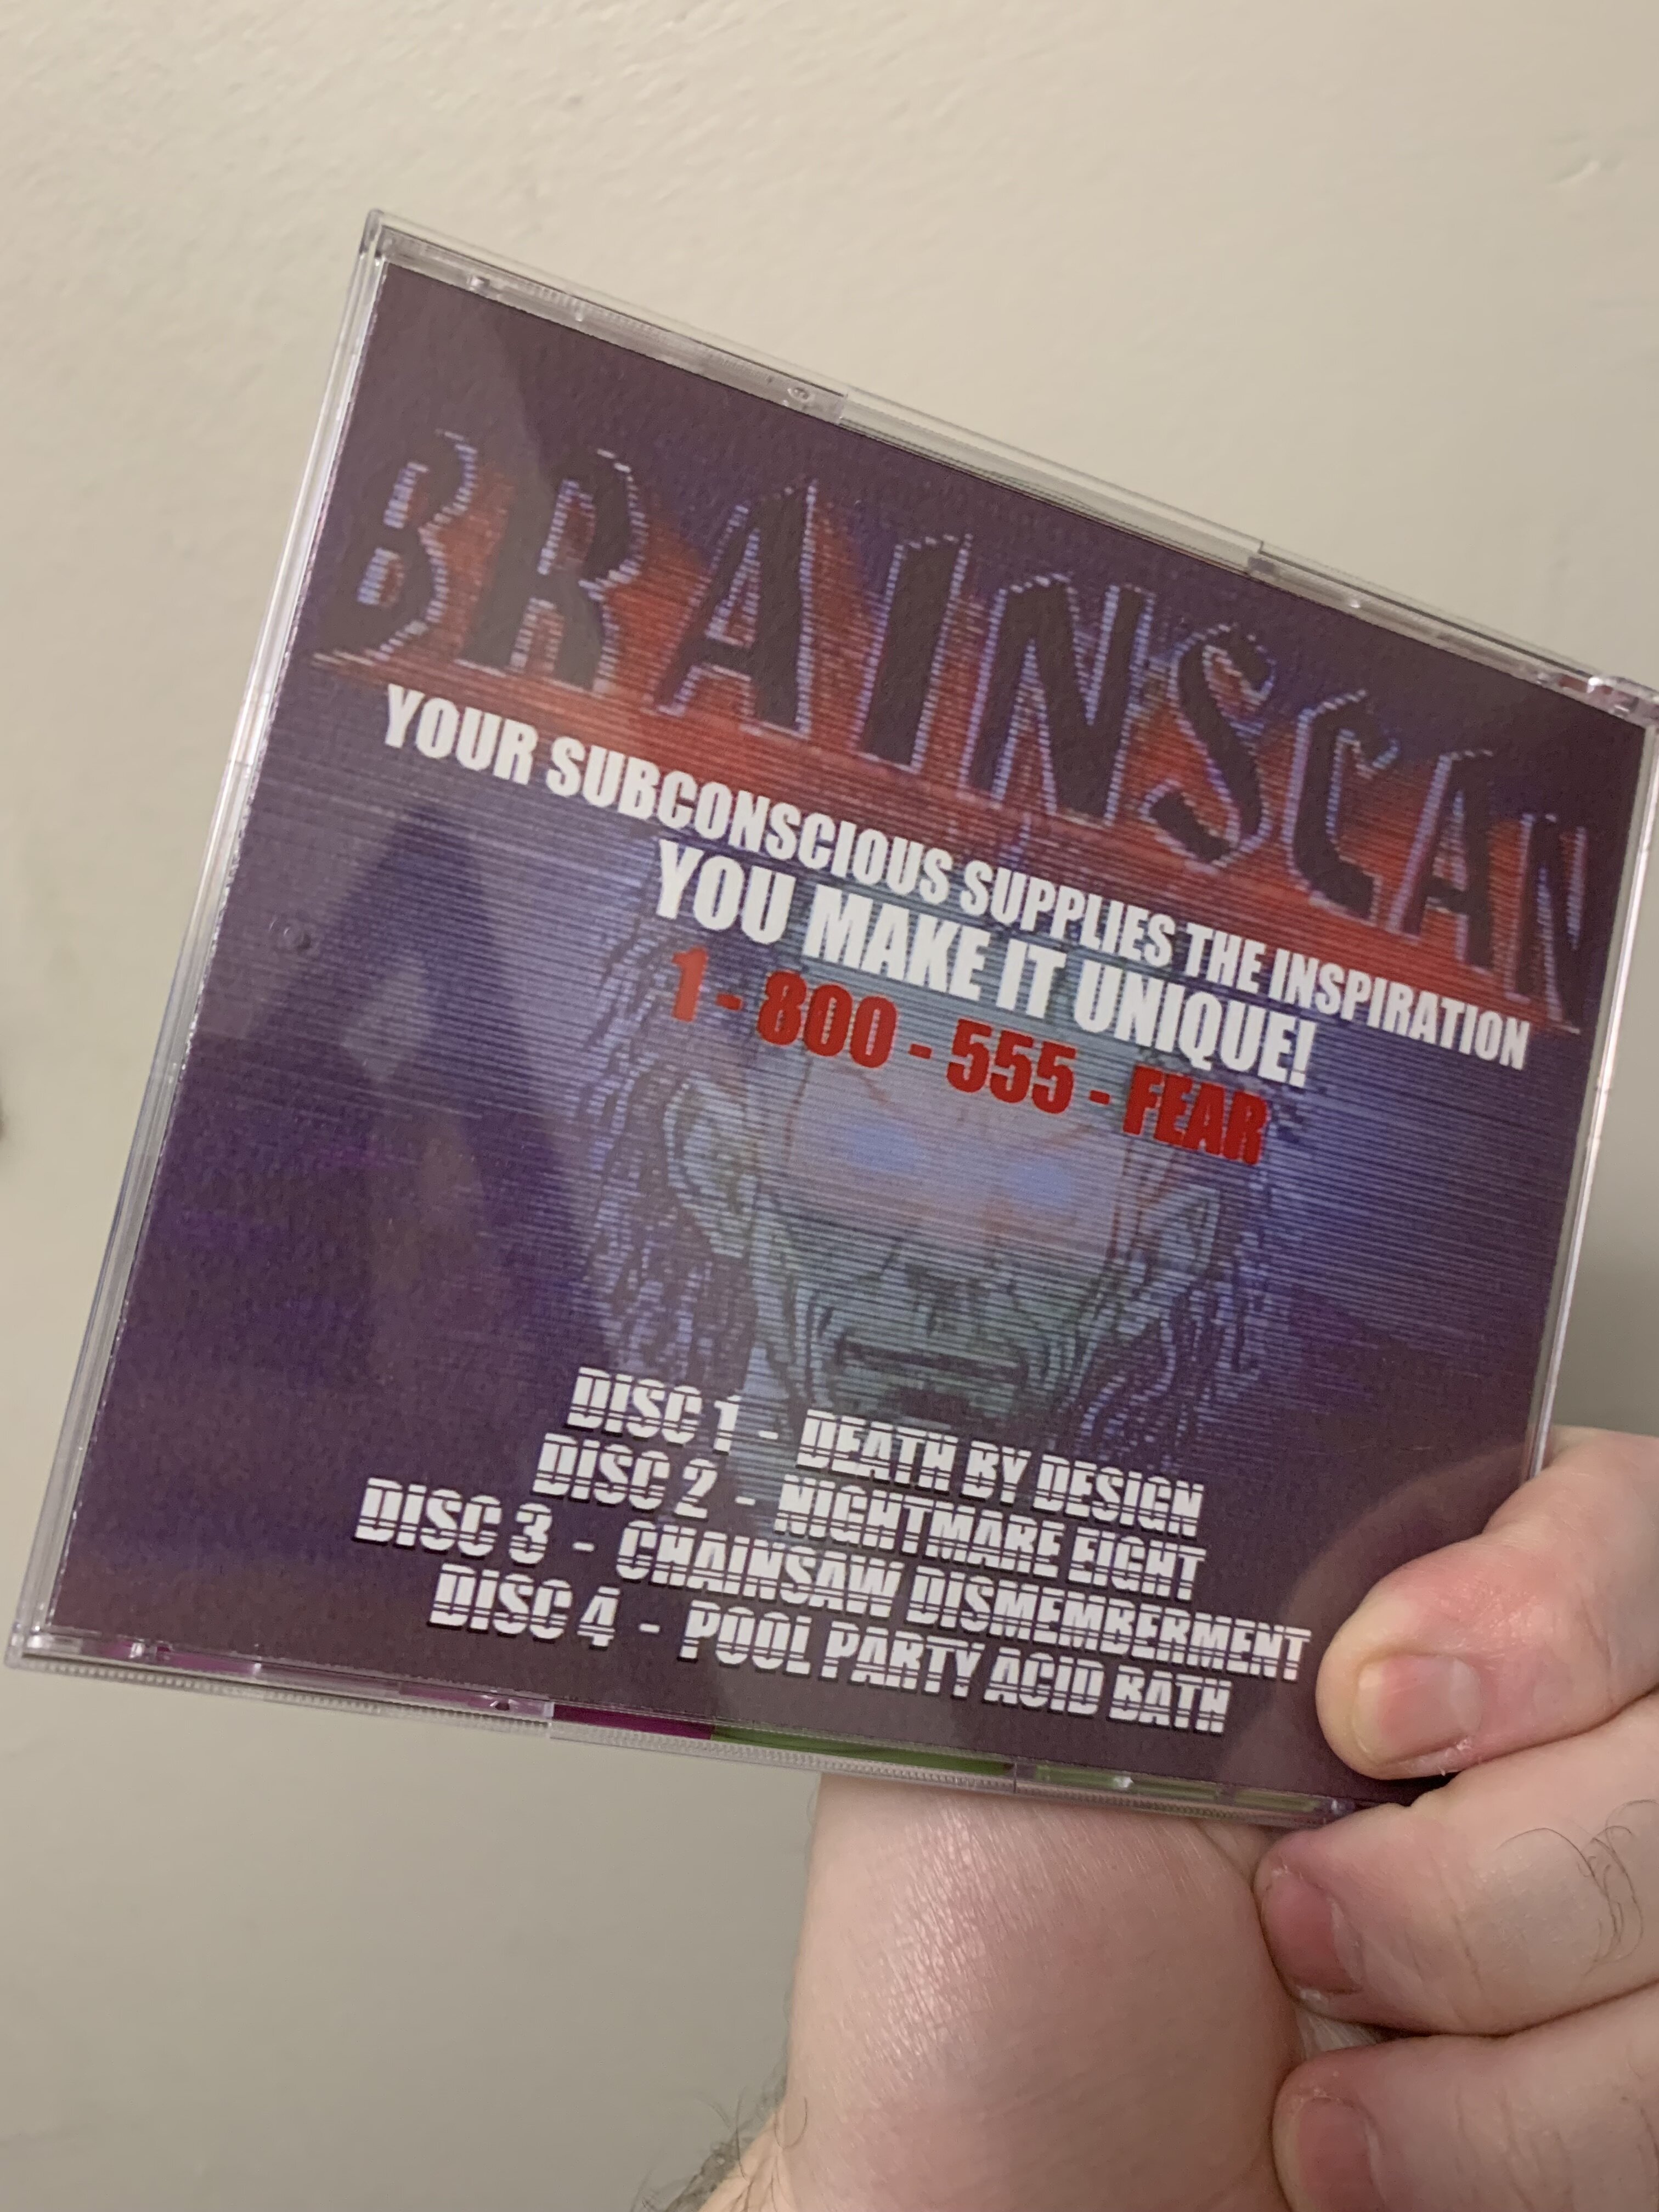 BRAINSCAN
YOUR SUBCONSCIOUS SUPPLIES THE INSPIRATION
YOU MAKE IT UNIQUE!
1 - 800 - 555 - FEAR
DISC 1 - DEATH BY DESIGN
DISC 2 - NIGHTMARE EIGHT
DISC 3 - CHAINSAW DISMEMBERMENT
DISC 4 - POOL PARTY ACID BATH